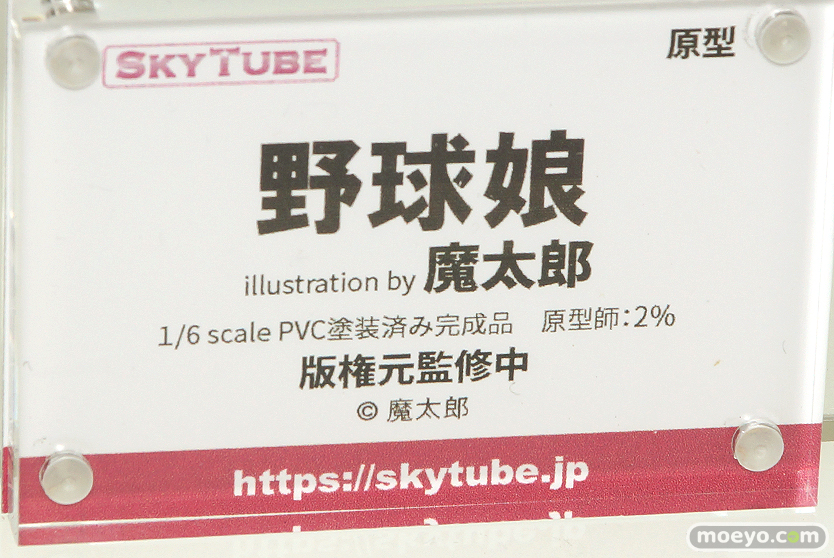 SKYTUBE
原型
野球娘
illustration by 魔太郎
1/6 scale PVC塗装済み完成品　原型師：2%
版権元監修中
© 魔太郎
https://skytube.jp
moeyo.com